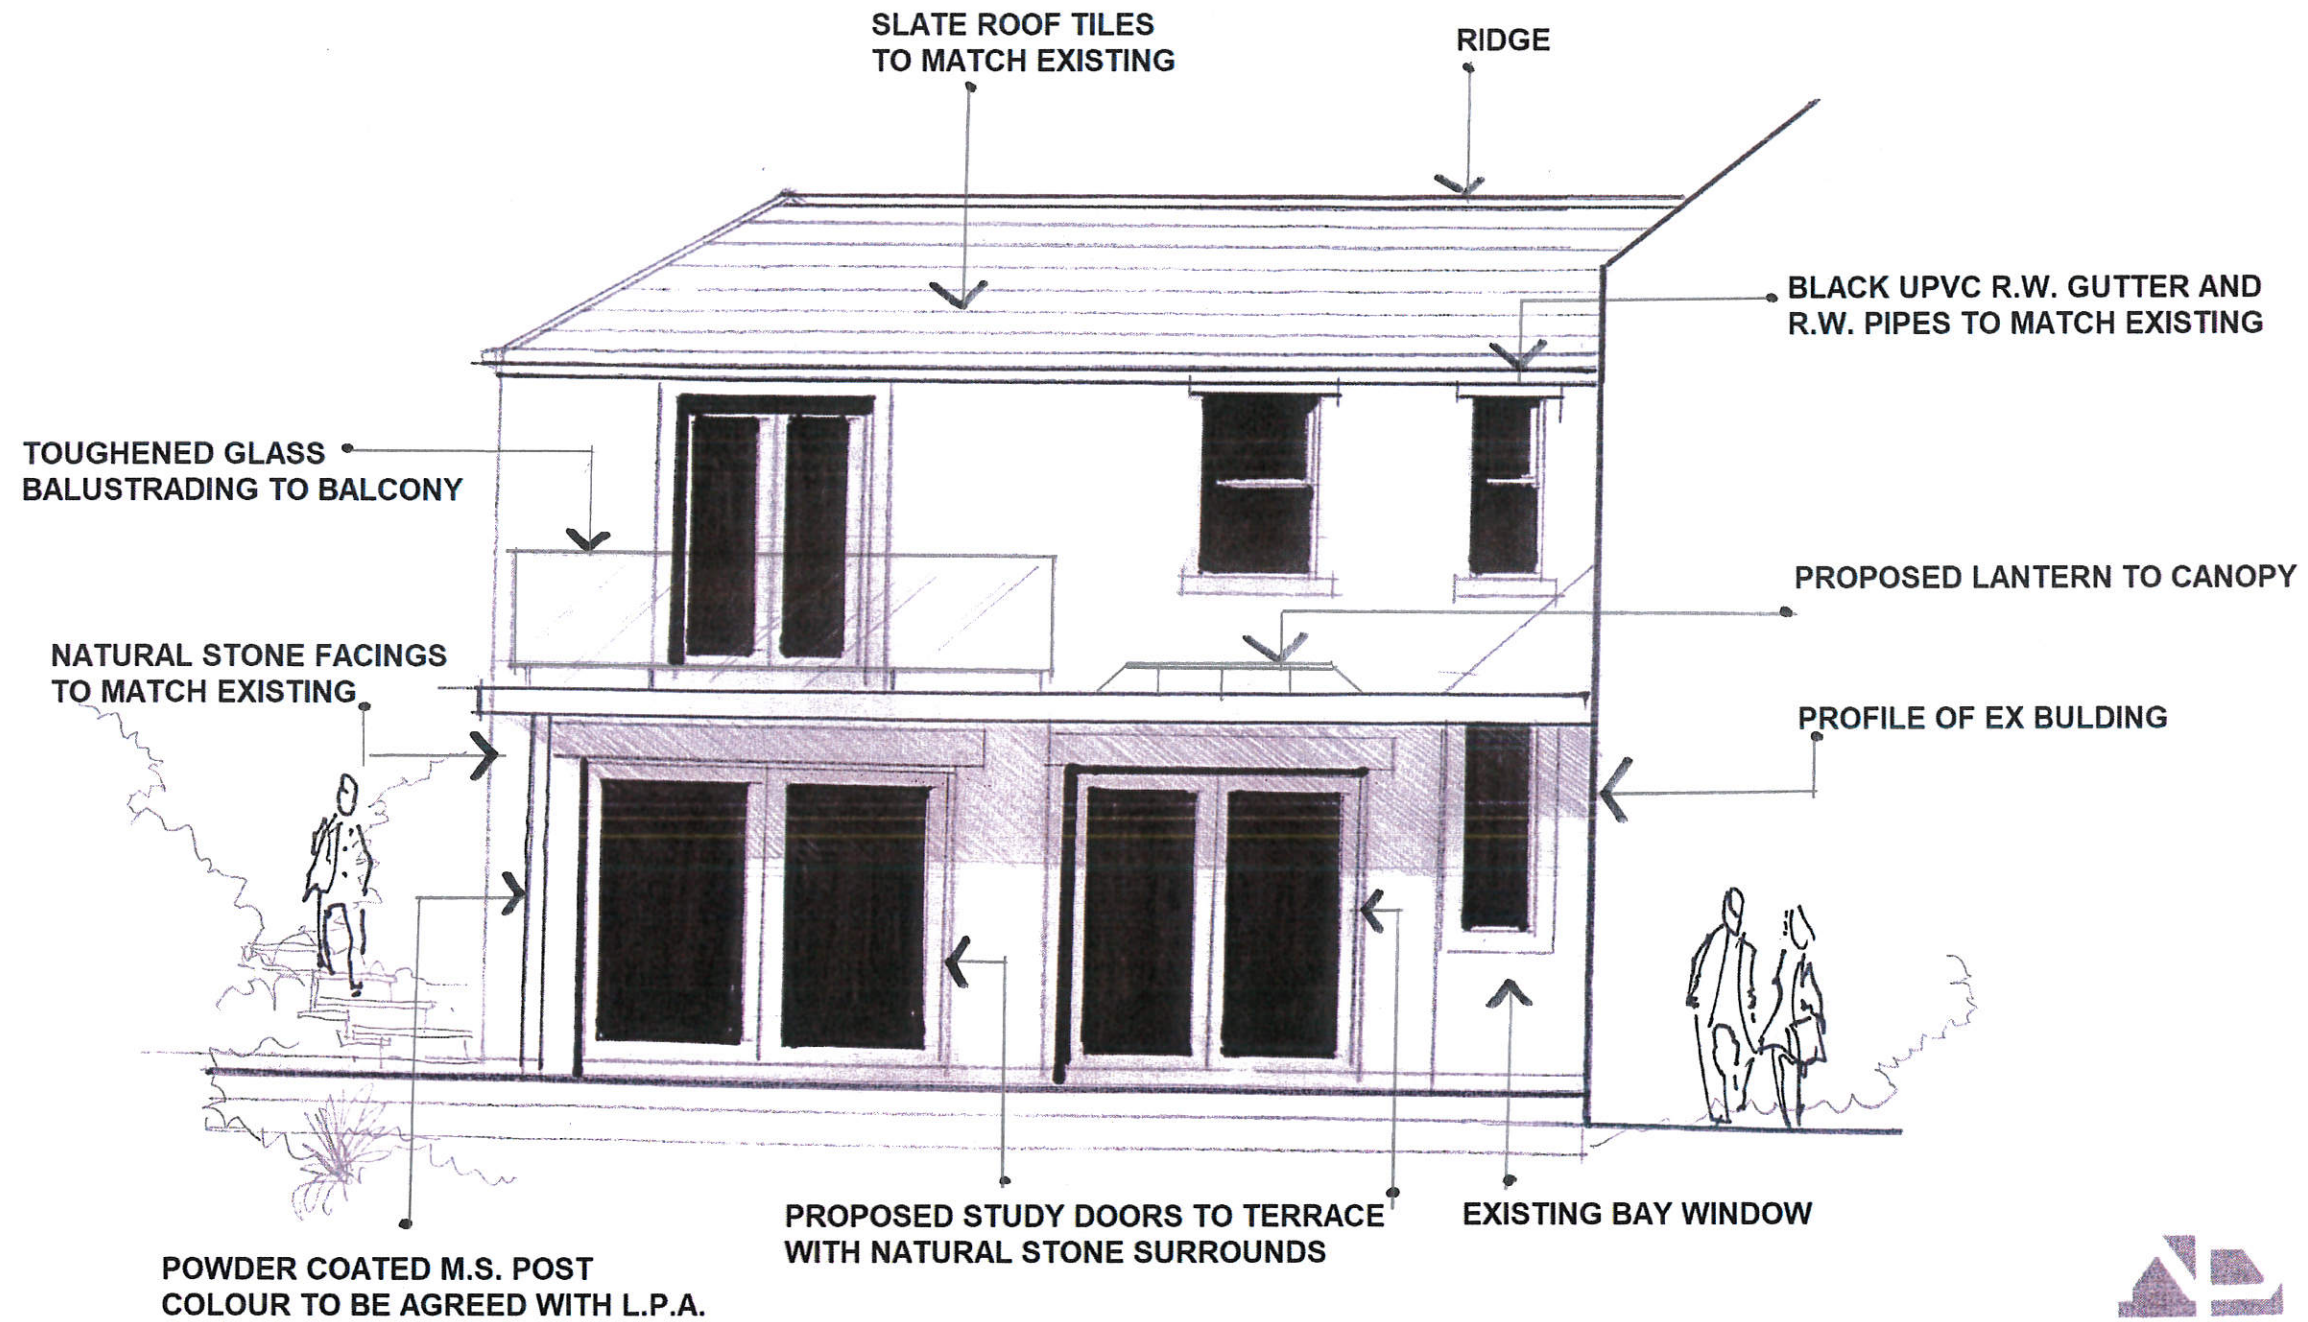 SLATE ROOF TILES
TO MATCH EXISTING
RIDGE
BLACK UPVC R.W. GUTTER AND
R.W. PIPES TO MATCH EXISTING
TOUGHENED GLASS
BALUSTRADING TO BALCONY
PROPOSED LANTERN TO CANOPY
NATURAL STONE FACINGS
TO MATCH EXISTING
PROFILE OF EX BULDING
PROPOSED STUDY DOORS TO TERRACE
WITH NATURAL STONE SURROUNDS
EXISTING BAY WINDOW
POWDER COATED M.S. POST
COLOUR TO BE AGREED WITH L.P.A.